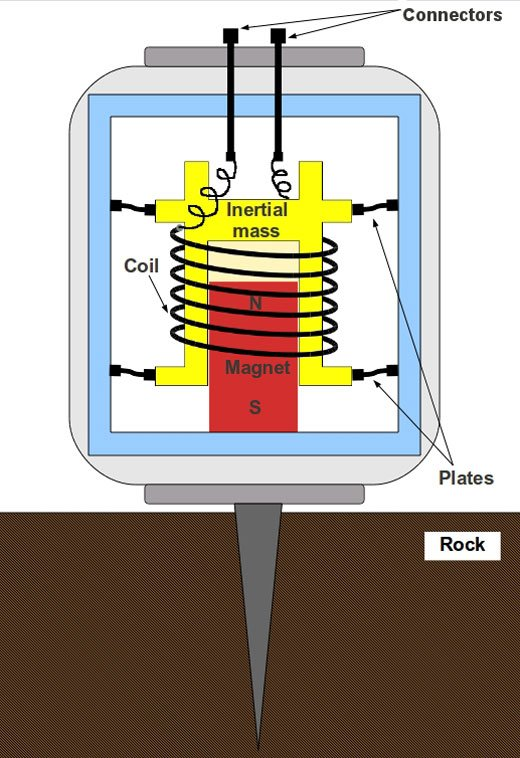 Connectors
Inertial
mass
Coil
N
Magnet
S
Plates
Rock